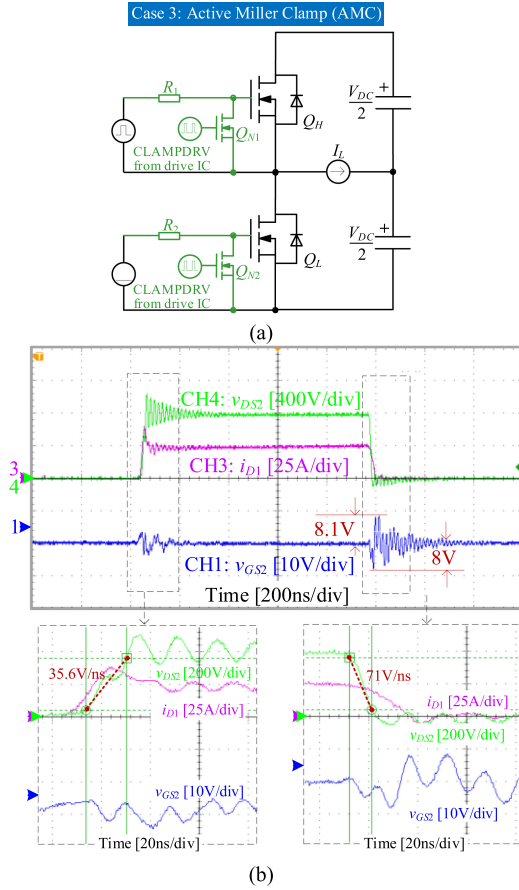 Case 3: Active Miller Clamp (AMC)
R1
QN1
QH
CLAMPDRV
from drive IC
VDC
2
+
IL
R2
QN2
QL
CLAMPDRV
from drive IC
VDC
2
+
(a)
T
CH4: vDS2 [400V/div]
CH3: iD1 [25A/div]
3
4
1
8.1V
8V
CH1: vGS2 [10V/div]
Time [200ns/div]
35.6V/ns
vDS2 [200V/div]
iD1 [25A/div]
vGS2 [10V/div]
Time [20ns/div]
71V/ns
iD1 [25A/div]
vDS2 [200V/div]
vGS2 [10V/div]
Time [20ns/div]
(b)